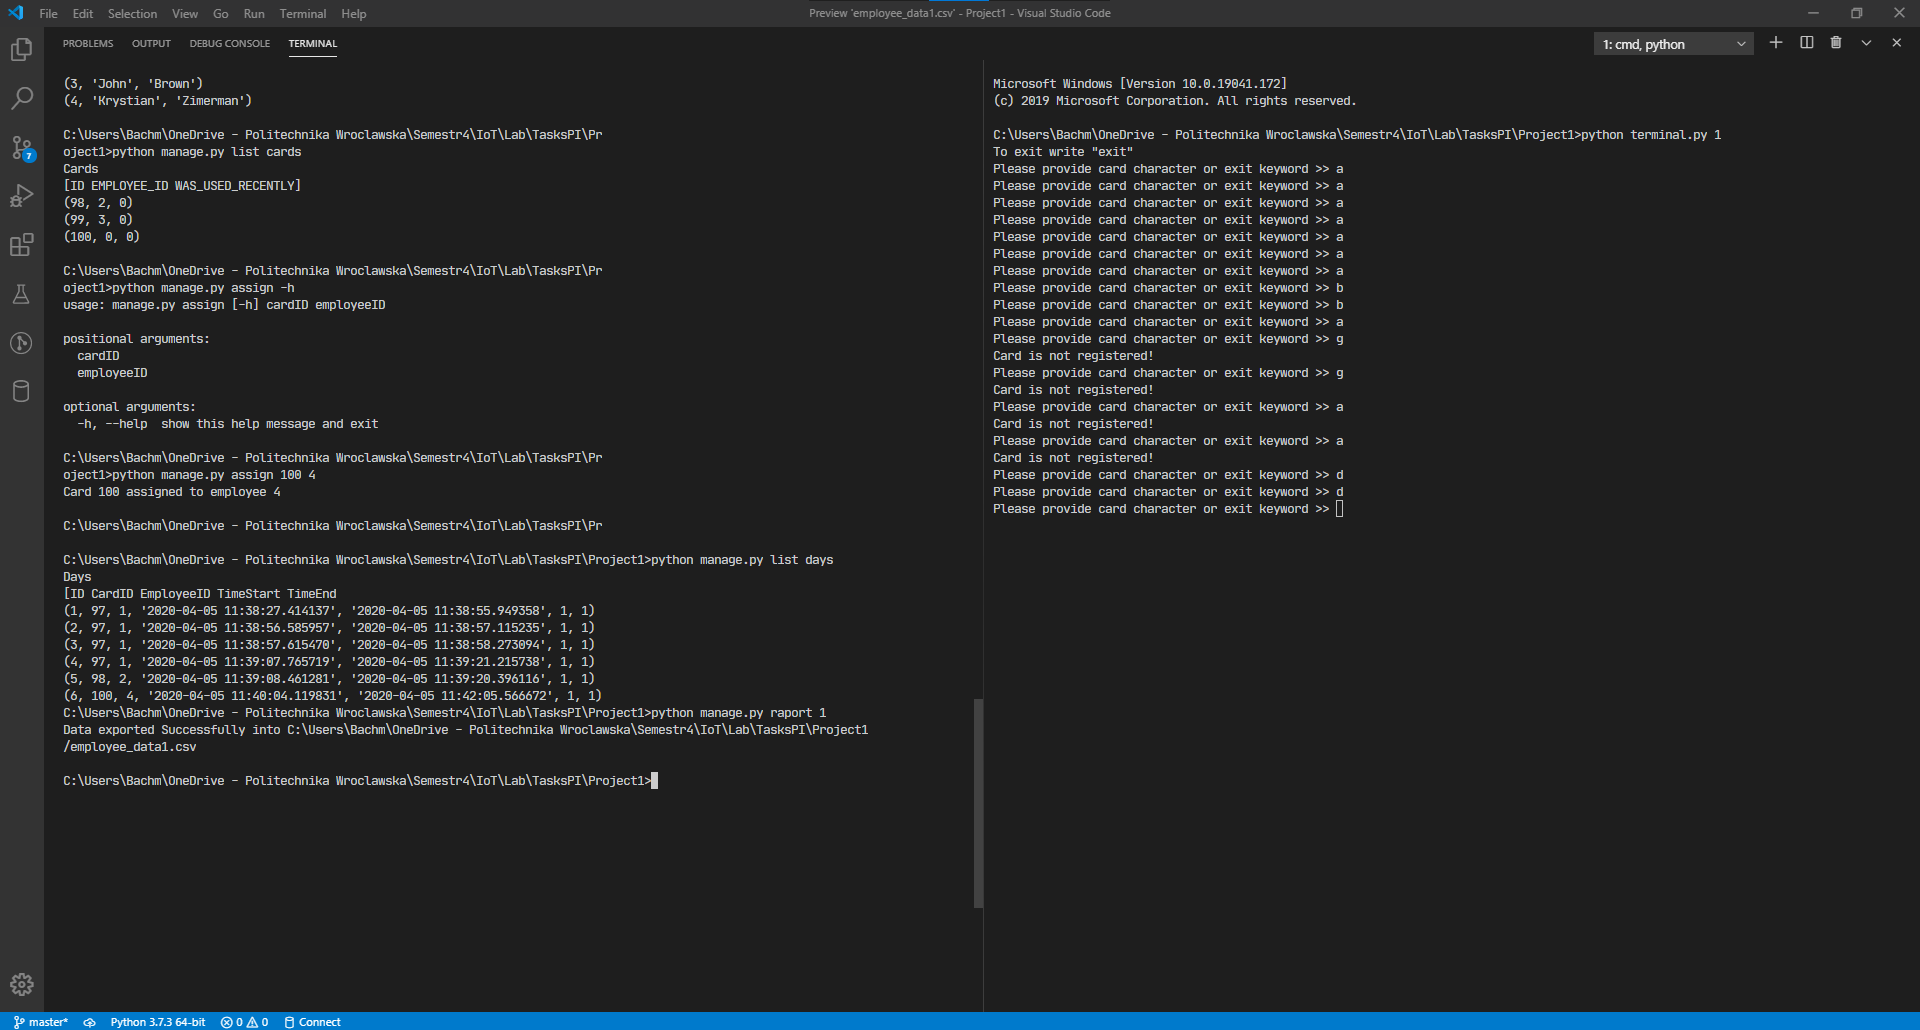 File Edit Selection View Go Run Terminal Help
Preview 'employee_data1.csv' - Project1 - Visual Studio Code
PROBLEMS OUTPUT DEBUG CONSOLE TERMINAL
1: cmd, python
(3, 'John', 'Brown')
(4, 'Krystian', 'Zimerman')
C:\Users\Bachm\OneDrive - Politechnika Wroclawska\Semestr4\IoT\Lab\TasksPI\Pr
oject1>python manage.py list cards
Cards
[ID EMPLOYEE_ID WAS_USED_RECENTLY]
(98, 2, 0)
(99, 3, 0)
(100, 0, 0)
C:\Users\Bachm\OneDrive - Politechnika Wroclawska\Semestr4\IoT\Lab\TasksPI\Pr
oject1>python manage.py assign -h
usage: manage.py assign [-h] cardID employeeID
positional arguments:
cardID
employeeID
optional arguments:
-h, --help show this help message and exit
C:\Users\Bachm\OneDrive - Politechnika Wroclawska\Semestr4\IoT\Lab\TasksPI\Pr
oject1>python manage.py assign 100 4
Card 100 assigned to employee 4
C:\Users\Bachm\OneDrive - Politechnika Wroclawska\Semestr4\IoT\Lab\TasksPI\Pr
C:\Users\Bachm\OneDrive - Politechnika Wroclawska\Semestr4\IoT\Lab\TasksPI\Project1>python manage.py list days
Days
[ID CardID EmployeeID TimeStart TimeEnd
(1, 97, 1, '2020-04-05 11:38:27.414137', '2020-04-05 11:38:55.949358', 1, 1)
(2, 97, 1, '2020-04-05 11:38:56.585957', '2020-04-05 11:38:57.115235', 1, 1)
(3, 97, 1, '2020-04-05 11:38:57.615470', '2020-04-05 11:38:58.273094', 1, 1)
(4, 97, 1, '2020-04-05 11:39:07.765719', '2020-04-05 11:39:21.215738', 1, 1)
(5, 98, 2, '2020-04-05 11:39:08.461281', '2020-04-05 11:39:20.396116', 1, 1)
(6, 100, 4, '2020-04-05 11:40:04.119831', '2020-04-05 11:42:05.566672', 1, 1)
C:\Users\Bachm\OneDrive - Politechnika Wroclawska\Semestr4\IoT\Lab\TasksPI\Project1>python manage.py raport 1
Data exported Successfully into C:\Users\Bachm\OneDrive - Politechnika Wroclawska\Semestr4\IoT\Lab\TasksPI\Project1
/employee_data1.csv
C:\Users\Bachm\OneDrive - Politechnika Wroclawska\Semestr4\IoT\Lab\TasksPI\Project1>
Microsoft Windows [Version 10.0.19041.172]
(c) 2019 Microsoft Corporation. All rights reserved.
C:\Users\Bachm\OneDrive - Politechnika Wroclawska\Semestr4\IoT\Lab\TasksPI\Project1>python terminal.py 1
To exit write "exit"
Please provide card character or exit keyword >> a
Please provide card character or exit keyword >> a
Please provide card character or exit keyword >> a
Please provide card character or exit keyword >> a
Please provide card character or exit keyword >> a
Please provide card character or exit keyword >> a
Please provide card character or exit keyword >> a
Please provide card character or exit keyword >> b
Please provide card character or exit keyword >> b
Please provide card character or exit keyword >> a
Please provide card character or exit keyword >> g
Card is not registered!
Please provide card character or exit keyword >> g
Card is not registered!
Please provide card character or exit keyword >> a
Card is not registered!
Please provide card character or exit keyword >> a
Card is not registered!
Please provide card character or exit keyword >> d
Please provide card character or exit keyword >> d
Please provide card character or exit keyword >>
7
master* Python 3.7.3 64-bit 0 0 Connect